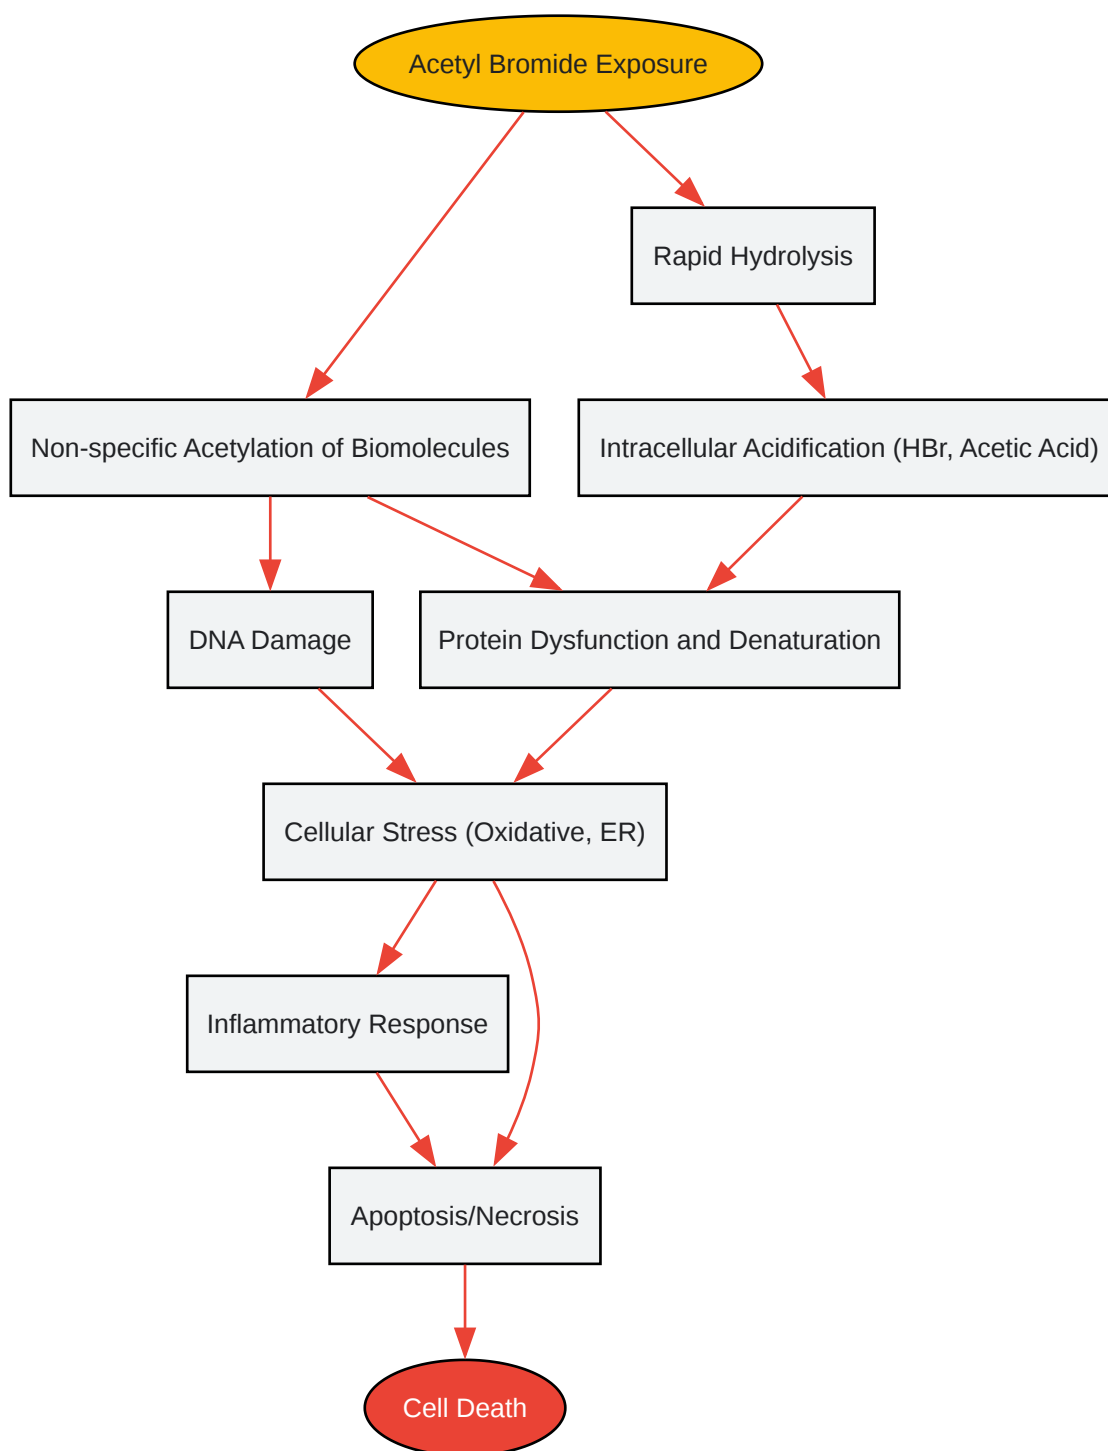 Acetyl Bromide Exposure
Rapid Hydrolysis
Non-specific Acetylation of Biomolecules
Intracellular Acidification (HBr, Acetic Acid)
DNA Damage
Protein Dysfunction and Denaturation
Cellular Stress (Oxidative, ER)
Inflammatory Response
Apoptosis/Necrosis
Cell Death